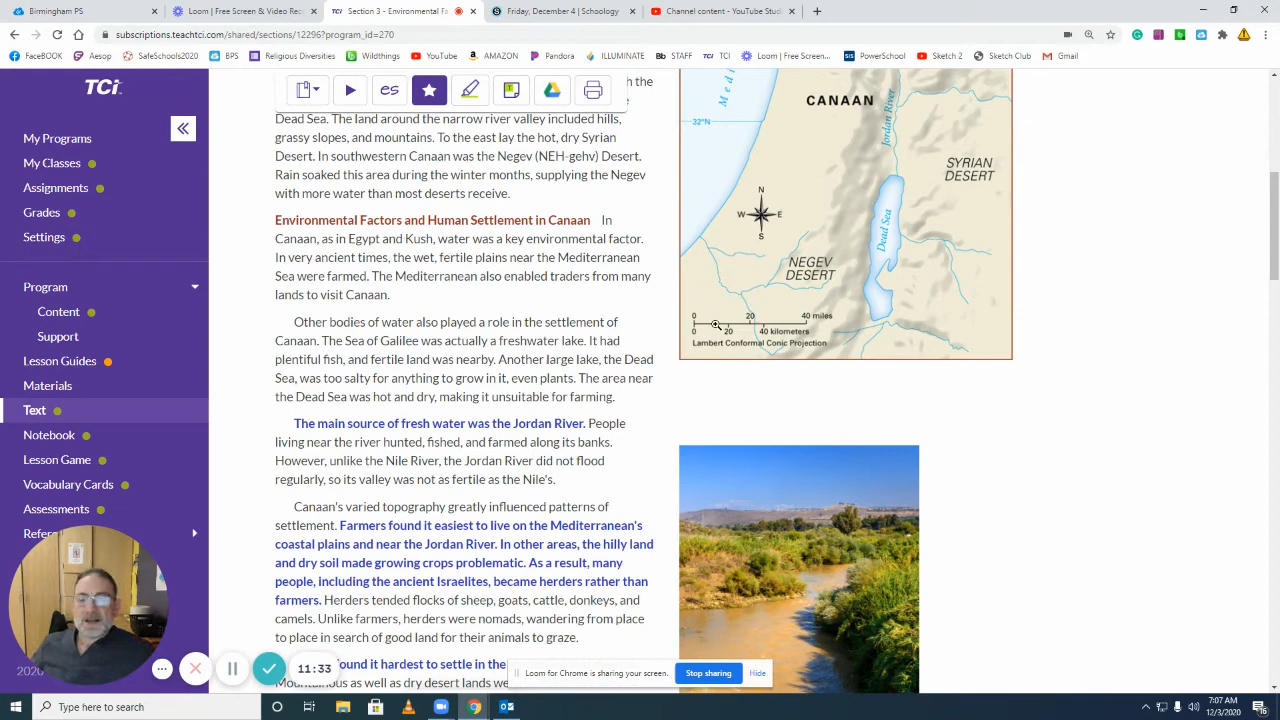 Birmingham PS
Loom | Free Screen & Video Rec
Section 3 - Environmental Fa
Friday, December 4 | Schoology
Channel content - YouTube Studi
subscriptions.teachtci.com/shared/sections/12296?program_id=270
FaceBOOK
Aesop
SafeSchools2020
BPS
Religious Diversities
Wildthings
YouTube
AMAZON
Pandora
ILLUMINATE
Bb STAFF
TCI TCI
Loom | Free Screen...
PowerSchool
Sketch 2
Sketch Club
Gmail
TCi
My Programs
My Classes
Assignments
Grades
Settings
Program
Content
Support
Lesson Guides
Materials
Text
Notebook
Lesson Game
Vocabulary Cards
Assessments
Refer
2020
es
h the
Dead Sea. The land around the narrow river valley included hills,
grassy slopes, and mountains. To the east lay the hot, dry Syrian
Desert. In southwestern Canaan was the Negev (NEH-gehv) Desert.
Rain soaked this area during the winter months, supplying the Negev
with more water than most deserts receive.
Environmental Factors and Human Settlement in Canaan In
Canaan, as in Egypt and Kush, water was a key environmental factor.
In very ancient times, the wet, fertile plains near the Mediterranean
Sea were farmed. The Mediterranean also enabled traders from many
lands to visit Canaan.
Other bodies of water also played a role in the settlement of
Canaan. The Sea of Galilee was actually a freshwater lake. It had
plentiful fish, and fertile land was nearby. Another large lake, the Dead
Sea, was too salty for anything to grow in it, even plants. The area near
the Dead Sea was hot and dry, making it unsuitable for farming.
The main source of fresh water was the Jordan River. People
living near the river hunted, fished, and farmed along its banks.
However, unlike the Nile River, the Jordan River did not flood
regularly, so its valley was not as fertile as the Nile's.
Canaan's varied topography greatly influenced patterns of
settlement. Farmers found it easiest to live on the Mediterranean's
coastal plains and near the Jordan River. In other areas, the hilly land
and dry soil made growing crops problematic. As a result, many
people, including the ancient Israelites, became herders rather than
farmers. Herders tended flocks of sheep, goats, cattle, donkeys, and
camels. Unlike farmers, herders were nomads, wandering from place
to place in search of good land for their animals to graze.
ound it hardest to settle in the
Mountainous as well as dry desert lands we
Medi
CANAAN
32°N
Jordan River
SYRIAN
DESERT
N
W E
S
Dead Sea
NEGEV
DESERT
0 20 40 miles
0 20 40 kilometers
Lambert Conformal Conic Projection
11:33
Loom for Chrome is sharing your screen.
Stop sharing
Hide
Type here to search
7:07 AM
12/3/2020